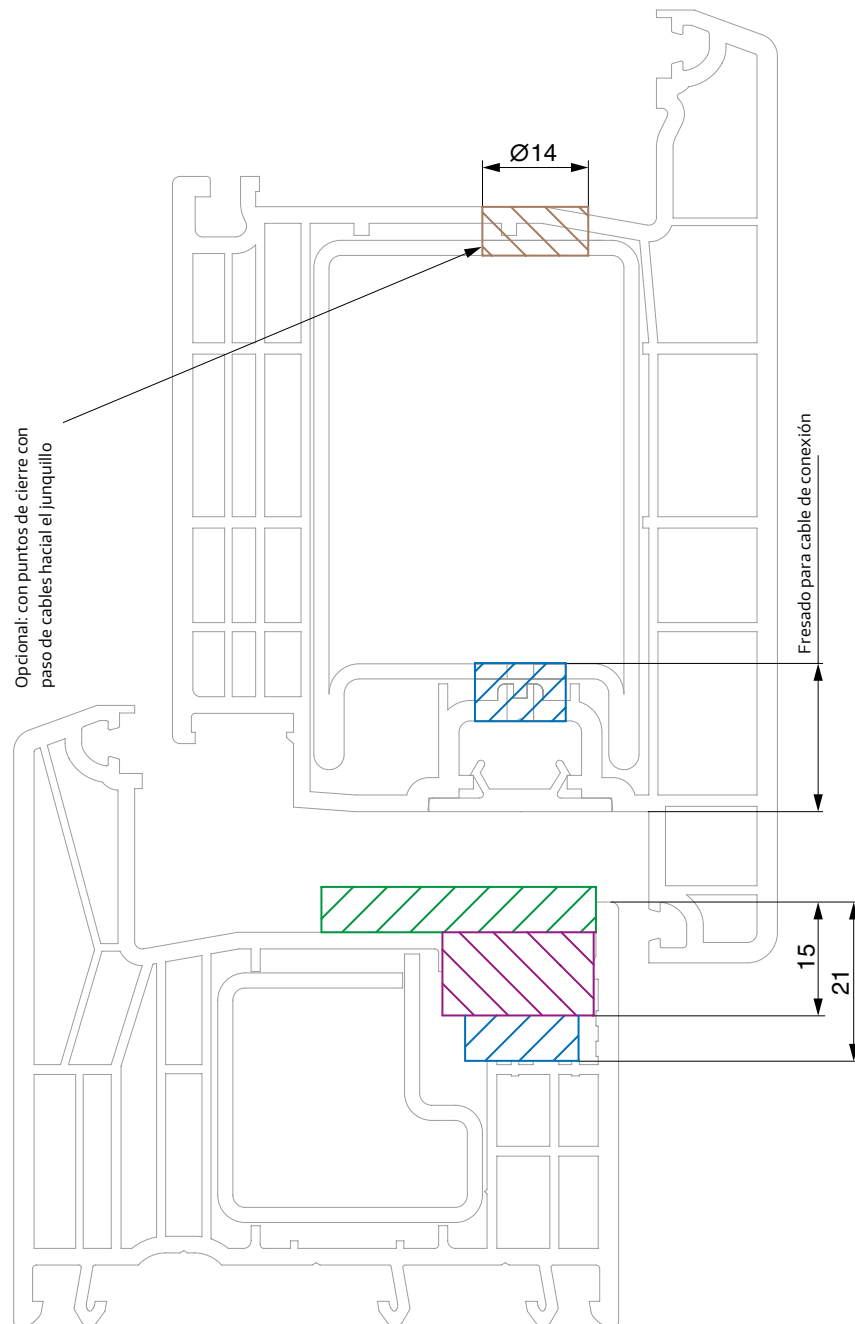 Ø14
Opcional: con puntos de cierre con
paso de cables hacial el junquillo
Fresado para cable de conexión
15
21